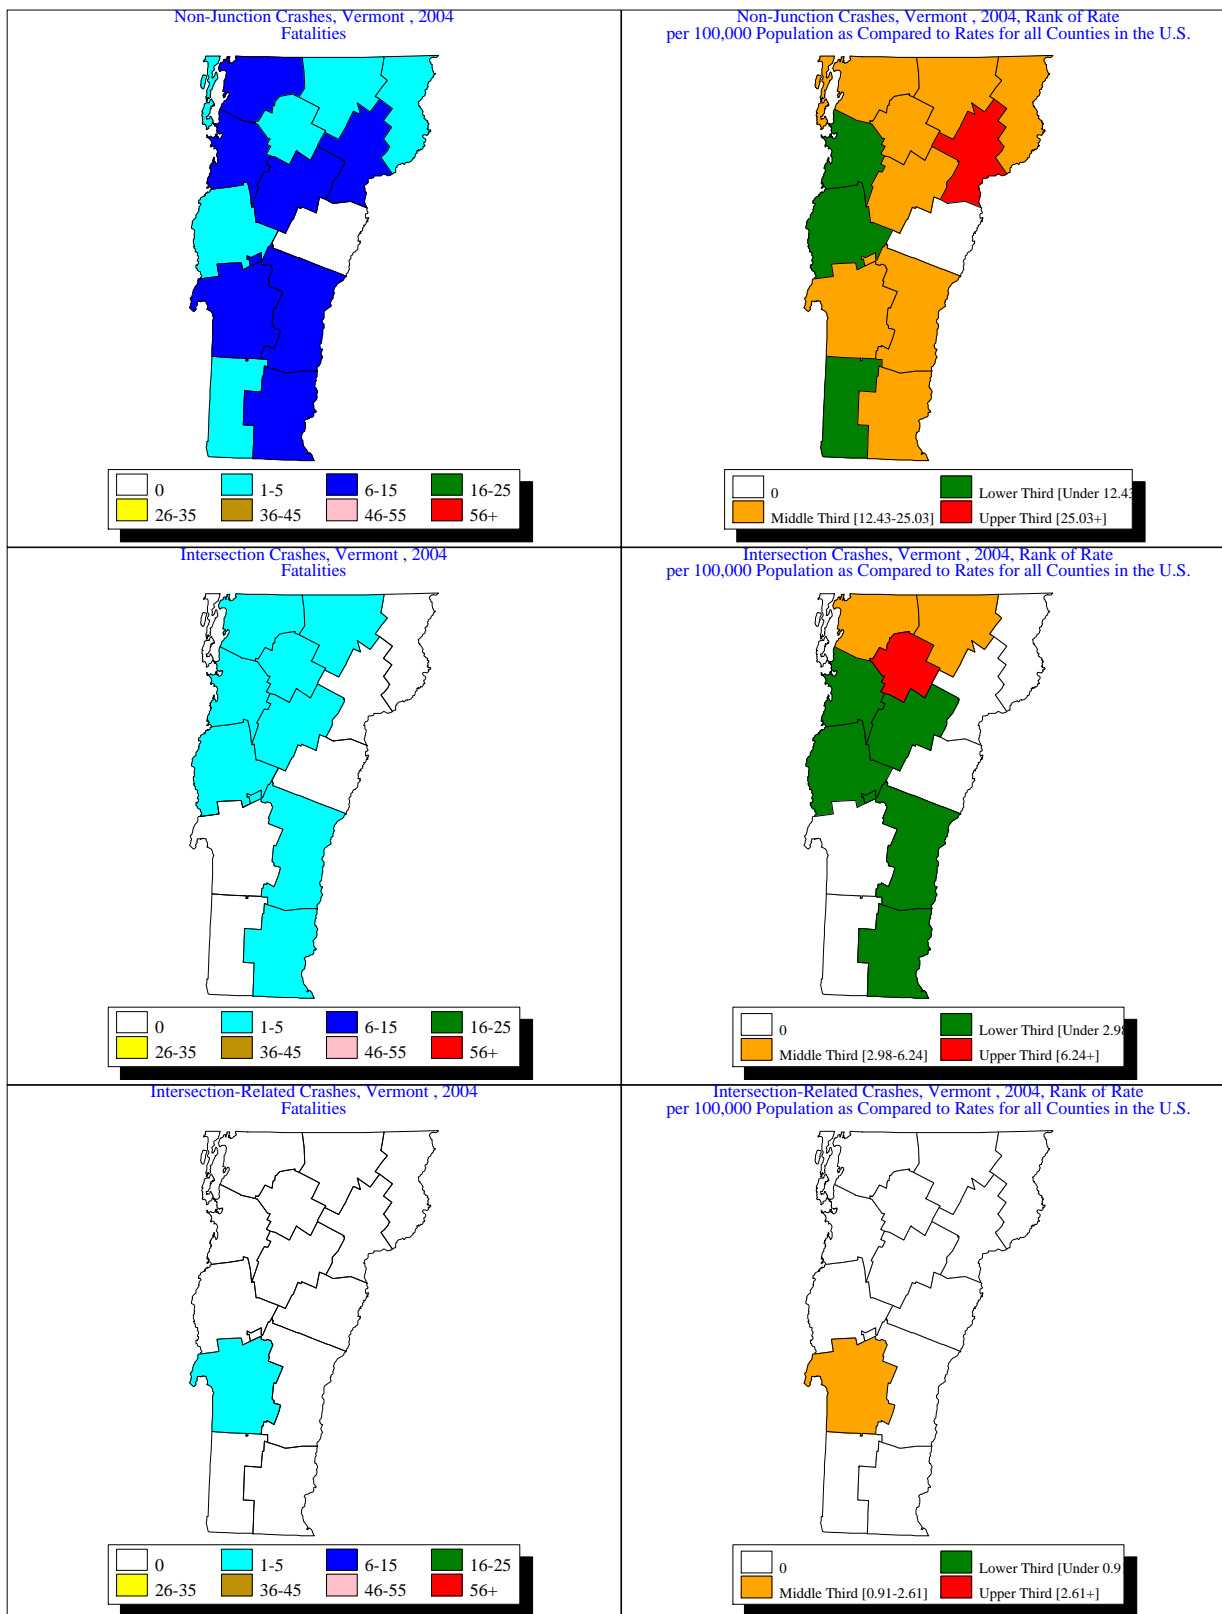 Non-Junction Crashes, Vermont , 2004
Fatalities
0 1-5 6-15 16-25
26-35 36-45 46-55 56+
Non-Junction Crashes, Vermont , 2004, Rank of Rate
per 100,000 Population as Compared to Rates for all Counties in the U.S.
0 Lower Third [Under 12.43
Middle Third [12.43-25.03] Upper Third [25.03+]
Intersection Crashes, Vermont , 2004
Fatalities
0 1-5 6-15 16-25
26-35 36-45 46-55 56+
Intersection Crashes, Vermont , 2004, Rank of Rate
per 100,000 Population as Compared to Rates for all Counties in the U.S.
0 Lower Third [Under 2.98
Middle Third [2.98-6.24] Upper Third [6.24+]
Intersection-Related Crashes, Vermont , 2004
Fatalities
0 1-5 6-15 16-25
26-35 36-45 46-55 56+
Intersection-Related Crashes, Vermont , 2004, Rank of Rate
per 100,000 Population as Compared to Rates for all Counties in the U.S.
0 Lower Third [Under 0.91
Middle Third [0.91-2.61] Upper Third [2.61+]